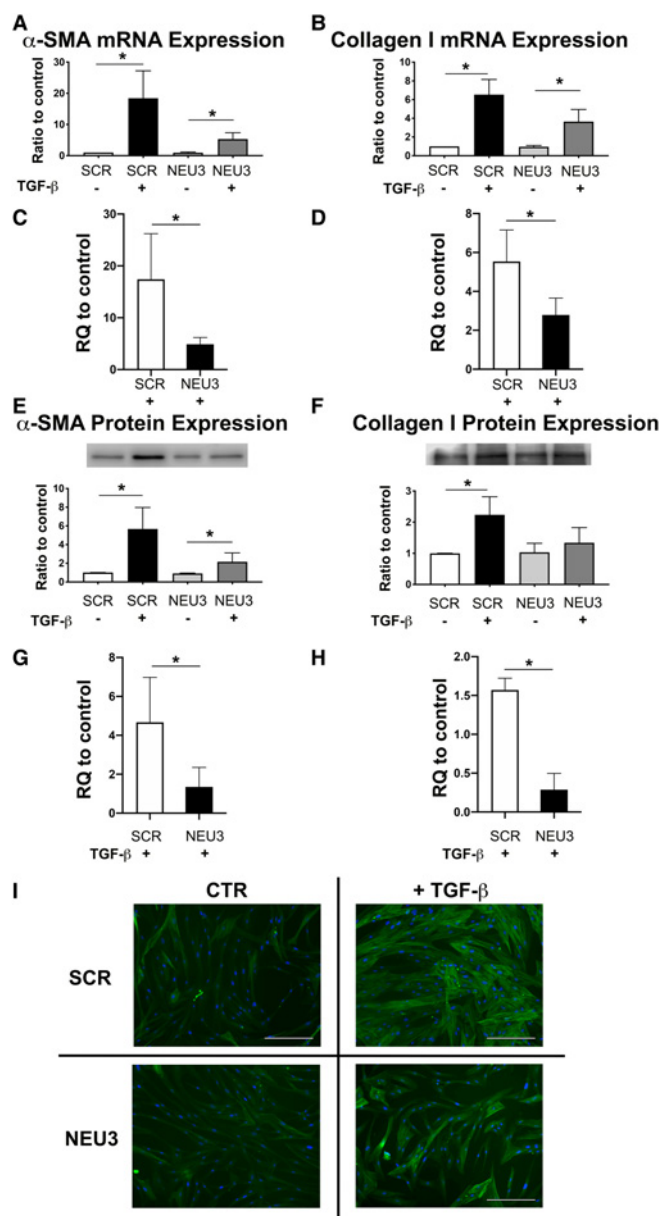 A
α-SMA mRNA Expression
Ratio to control
30
20
10
0
*
*
SCR SCR NEU3 NEU3
TGF-β - + - +
B
Collagen I mRNA Expression
Ratio to control
10
8
6
4
2
0
*
*
SCR SCR NEU3 NEU3
TGF-β - + - +
C
RQ to control
30
20
10
0
*
SCR NEU3
+ +
D
RQ to control
8
6
4
2
0
*
SCR NEU3
+ +
E
α-SMA Protein Expression
Ratio to control
10
8
6
4
2
0
*
*
SCR SCR NEU3 NEU3
TGF-β - + - +
F
Collagen I Protein Expression
Ratio to control
3
2
1
0
*
SCR SCR NEU3 NEU3
TGF-β - + - +
G
RQ to control
8
6
4
2
0
*
SCR NEU3
TGF-β + +
H
RQ to control
2.0
1.5
1.0
0.5
0.0
*
SCR NEU3
TGF-β + +
I
CTR + TGF-β
SCR
NEU3